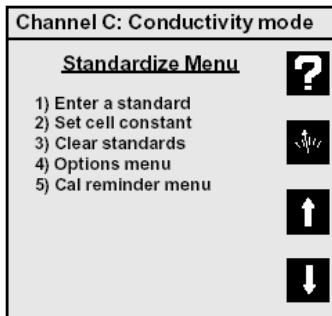 Channel C: Conductivity mode
Standardize Menu
1) Enter a standard
2) Set cell constant
3) Clear standards
4) Options menu
5) Cal reminder menu
?